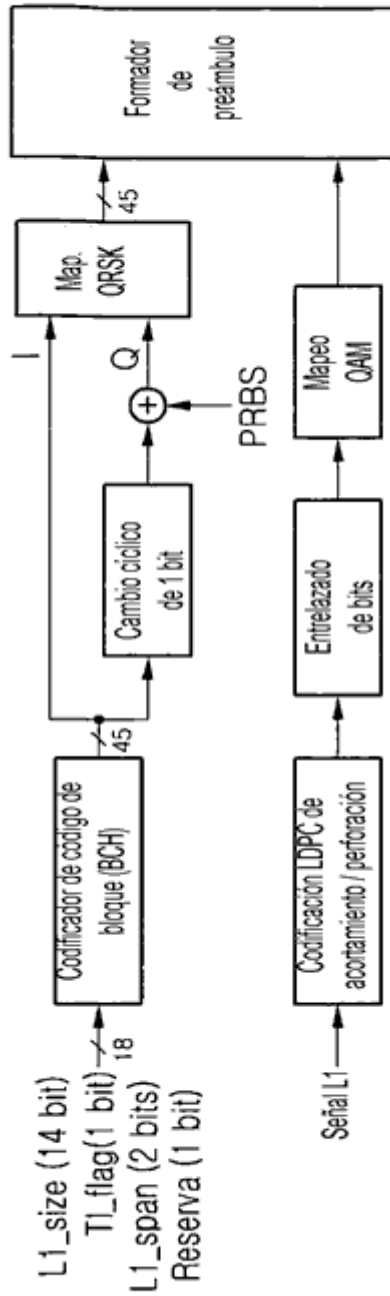 L1_size (14 bit)
T1_flag(1 bit)
L1_span (2 bits)
Reserva (1 bit)
18
Codificador de código de
bloque (BCH)
45
I
Cambio cíclico
de 1 bit
Q
PRBS
Map.
QRSK
45
Formador
de
preámbulo
Señal L1
Codificación LDPC de
acortamiento / perforación
Entrelazado
de bits
Mapeo
QAM